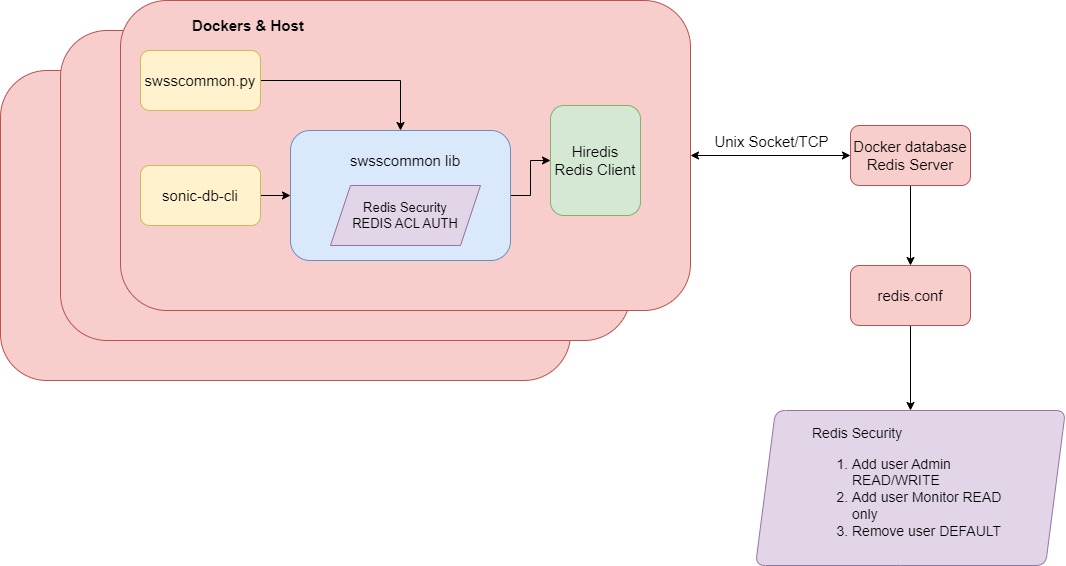 Dockers & Host
swsscommon.py
swsscommon lib
sonic-db-cli
Redis Security
REDIS ACL AUTH
Hiredis
Redis Client
Unix Socket/TCP
Docker database
Redis Server
redis.conf
Redis Security
1. Add user Admin
READ/WRITE
2. Add user Monitor READ
only
3. Remove user DEFAULT